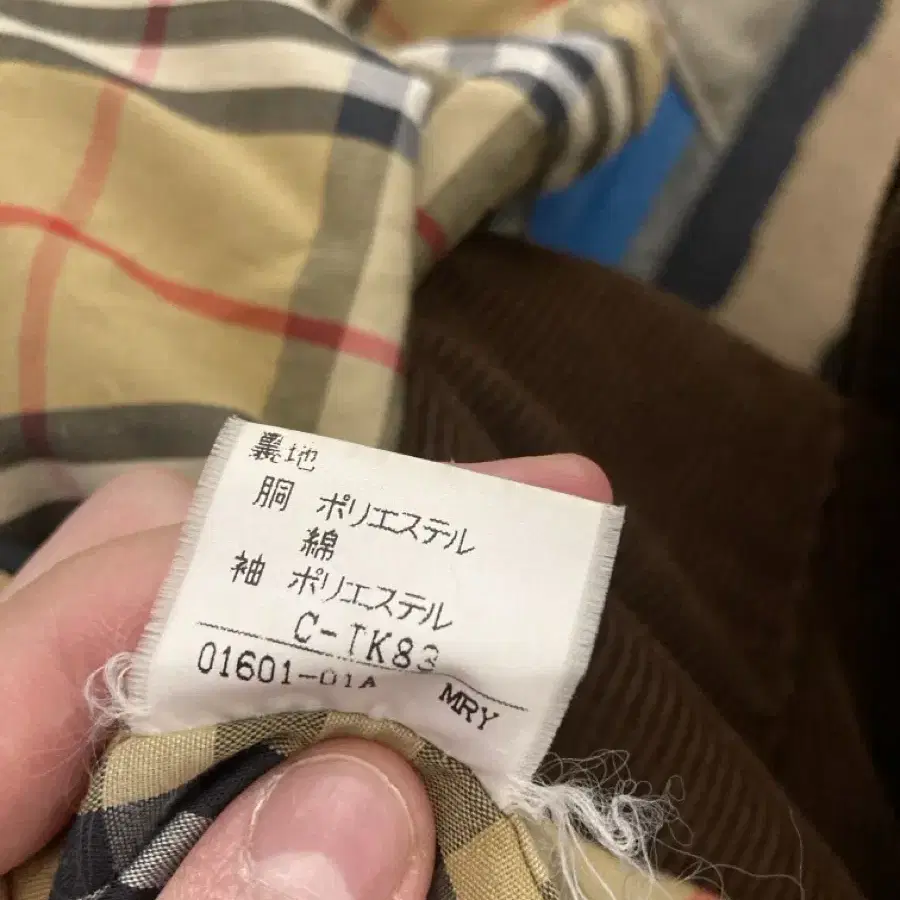 裏地
胴 ポリエステル
綿
袖 ポリエステル
C-TK83
01601-01A MRY